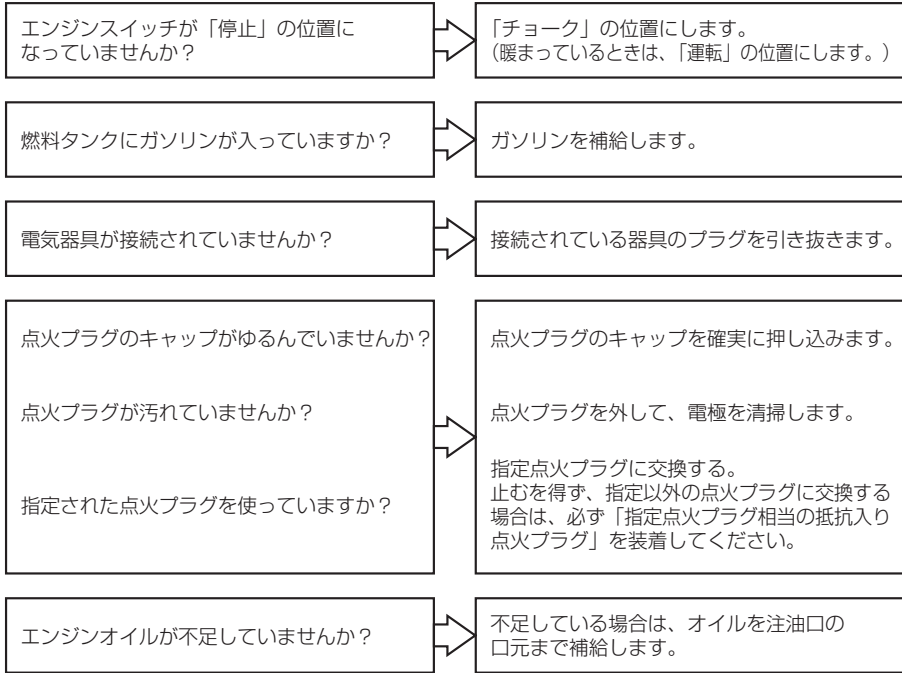 エンジンスイッチが「停止」の位置に
なっていませんか？
「チョーク」の位置にします。
（暖まっているときは、「運転」の位置にします。）
燃料タンクにガソリンが入っていますか？
ガソリンを補給します。
電気器具が接続されていませんか？
接続されている器具のプラグを引き抜きます。
点火プラグのキャップがゆるんでいませんか？
点火プラグのキャップを確実に押し込みます。
点火プラグが汚れていませんか？
点火プラグを外して、電極を清掃します。
指定された点火プラグを使っていますか？
指定点火プラグに交換する。
止むを得ず、指定以外の点火プラグに交換する
場合は、必ず「指定点火プラグ相当の抵抗入り
点火プラグ」を装着してください。
エンジンオイルが不足していませんか？
不足している場合は、オイルを注油口の
口元まで補給します。